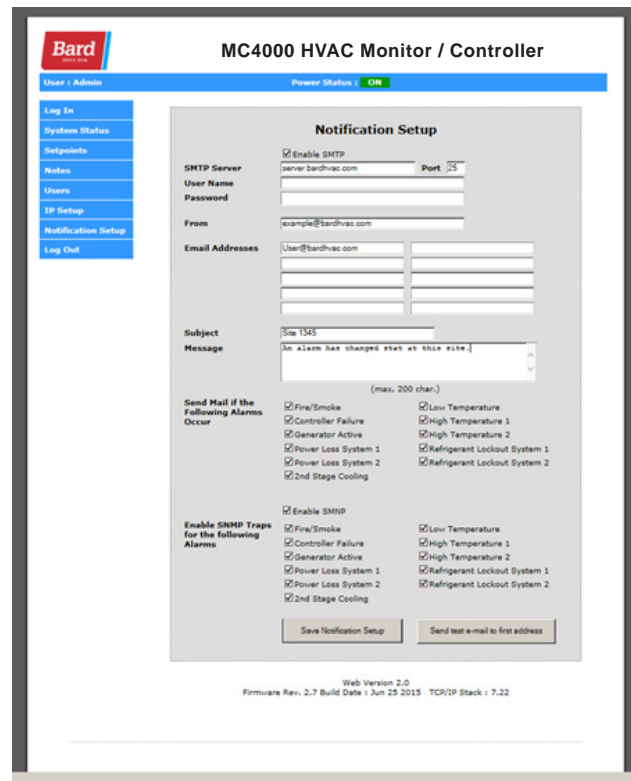 Bard
SINCE 1914
MC4000 HVAC Monitor / Controller
User : Admin Power Status : ON
Log In
System Status
Setpoints
Notes
Users
IP Setup
Notification Setup
Log Out
Notification Setup
Enable SMTP
SMTP Server server.bardhvac.com Port 25
User Name
Password
From example@bardhvac.com
Email Addresses User@bardhvac.com
Subject Site 1345
Message An alarm has changed stat at this site.
(max. 200 char.)
Send Mail if the Following Alarms Occur
Fire/Smoke Low Temperature
Controller Failure High Temperature 1
Generator Active High Temperature 2
Power Loss System 1 Refrigerant Lockout System 1
Power Loss System 2 Refrigerant Lockout System 2
2nd Stage Cooling
Enable SMNP
Enable SNMP Traps for the following Alarms
Fire/Smoke Low Temperature
Controller Failure High Temperature 1
Generator Active High Temperature 2
Power Loss System 1 Refrigerant Lockout System 1
Power Loss System 2 Refrigerant Lockout System 2
2nd Stage Cooling
Save Notification Setup Send test e-mail to first address
Web Version 2.0
Firmware Rev. 2.7 Build Date : Jun 25 2015 TCP/IP Stack : 7.22